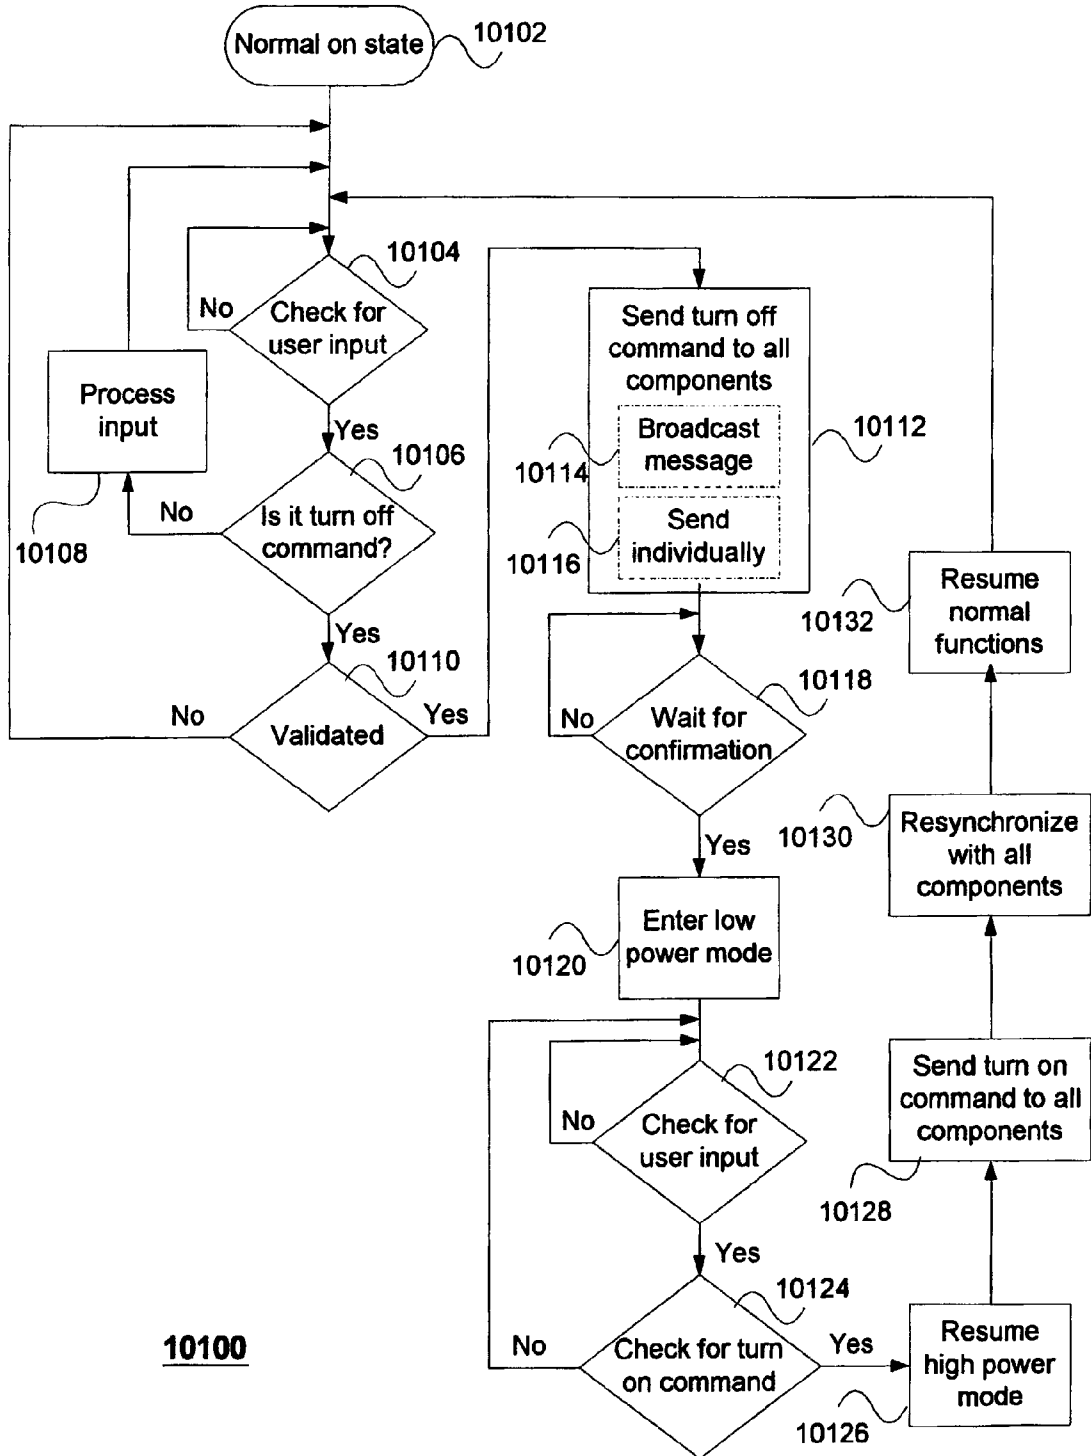 Normal on state
10102
10104
No
Check for
user input
Process
input
Yes
10106
10108
No
Is it turn off
command?
Yes
10110
No
Validated
Yes
Send turn off
command to all
components
10112
Broadcast
message
10114
Send
individually
10116
10118
No
Wait for
confirmation
Yes
Enter low
power mode
10120
10122
No
Check for
user input
Yes
10124
No
Check for turn
on command
Yes
Resume
high power
mode
10126
Send turn on
command to all
components
10128
Resynchronize
with all
components
10130
Resume
normal
functions
10132
10100